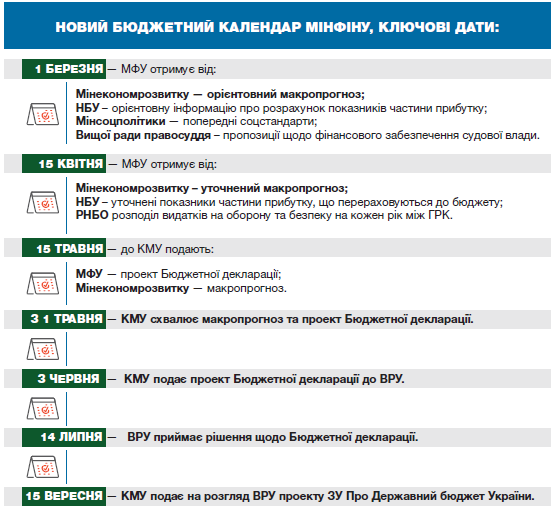 НОВИЙ БЮДЖЕТНИЙ КАЛЕНДАР МІНФІНУ, КЛЮЧОВІ ДАТИ:
1 БЕРЕЗНЯ — МФУ отримує від:
Мінекономрозвитку — орієнтовний макропрогноз;
НБУ – орієнтовну інформацію про розрахунок показників частини прибутку;
Мінсоцполітики — попередні соцстандарти;
Вищої ради правосуддя – пропозиції щодо фінансового забезпечення судової влади.
15 КВІТНЯ — МФУ отримує від:
Мінекономрозвитку – уточнений макропрогноз;
НБУ – уточнені показники частини прибутку, що перераховуються до бюджету;
РНБО розподіл видатків на оборону та безпеку на кожен рік між ГРК.
15 ТРАВНЯ — до КМУ подають:
МФУ — проект Бюджетної декларації;
Мінекономрозвитку — макропрогноз.
З 1 ТРАВНЯ — КМУ схвалює макропрогноз та проект Бюджетної декларації.
3 ЧЕРВНЯ — КМУ подає проект Бюджетної декларації до ВРУ.
14 ЛИПНЯ — ВРУ приймає рішення щодо Бюджетної декларації.
15 ВЕРЕСНЯ — КМУ подає на розгляд ВРУ проекту ЗУ Про Державний бюджет України.